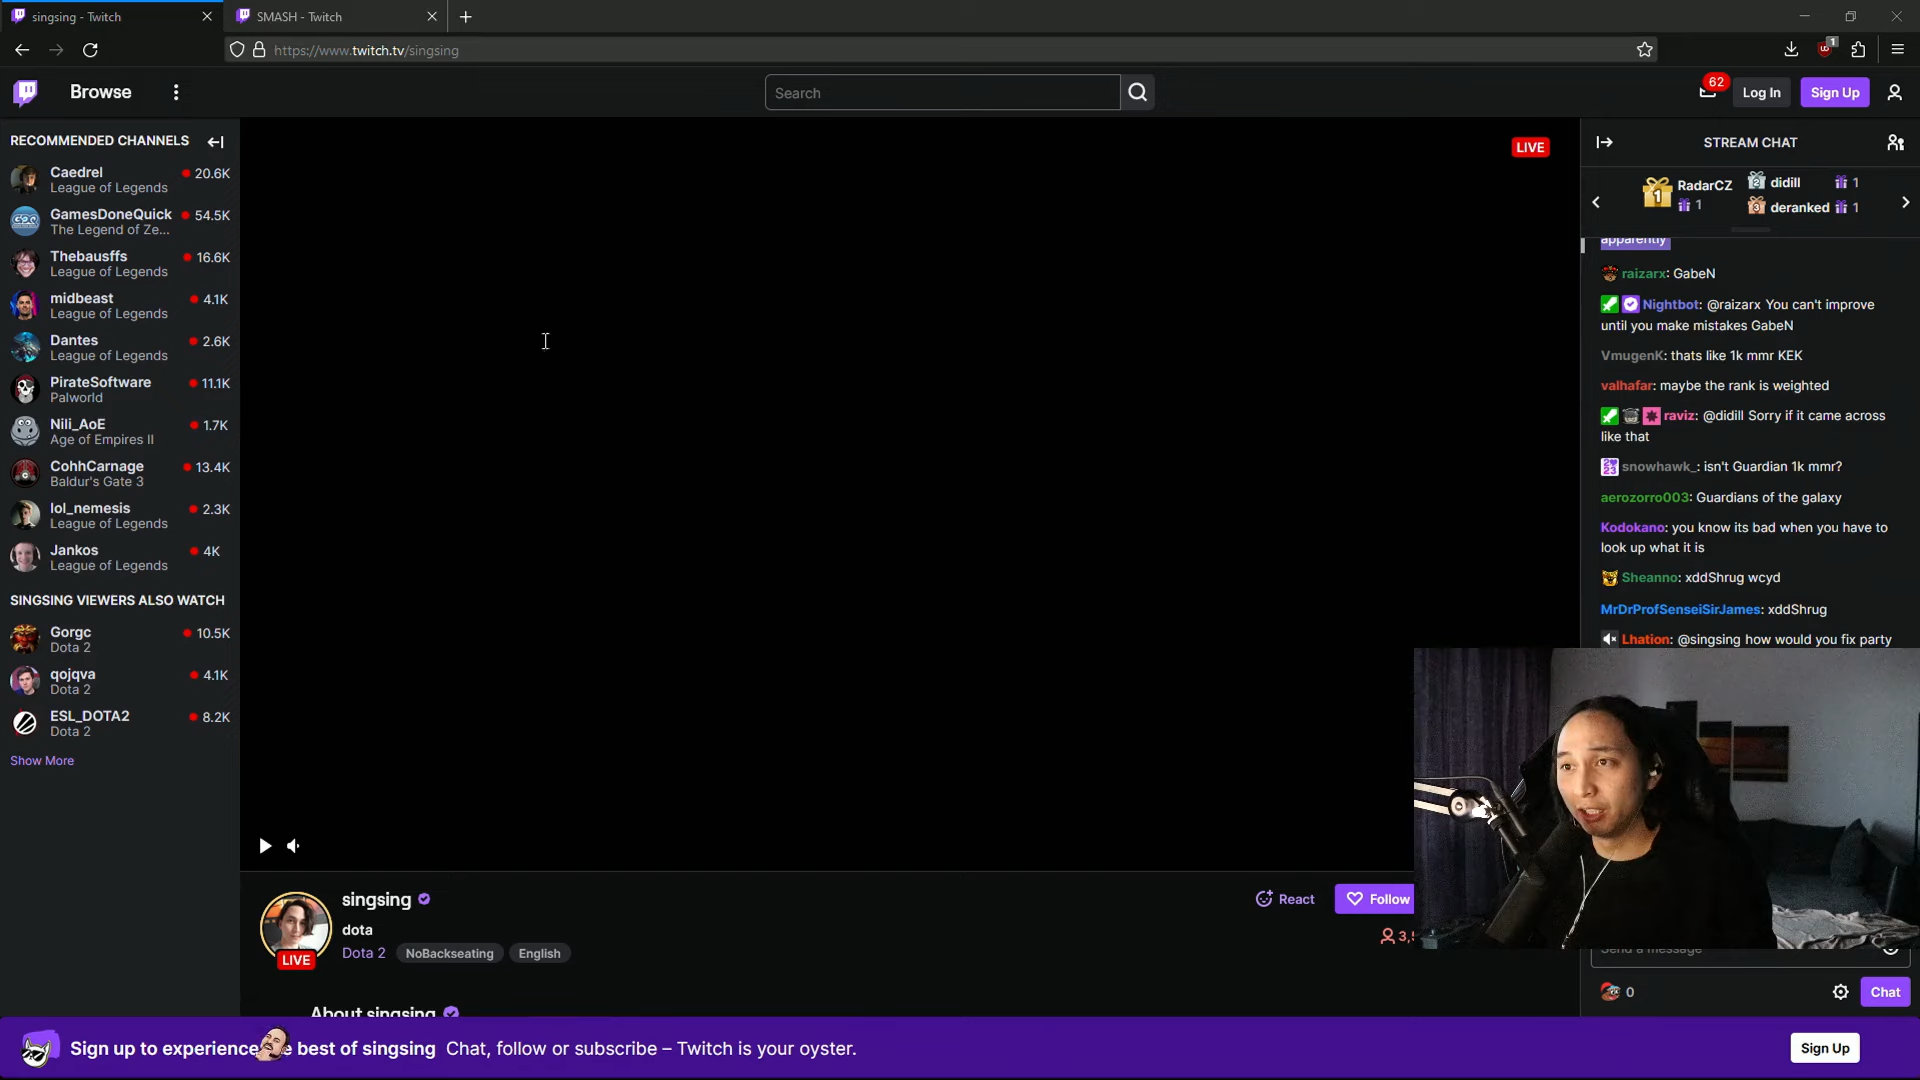 singsing - Twitch
SMASH - Twitch
https://www.twitch.tv/singsing
1
Browse
Search
62
Log In
Sign Up
RECOMMENDED CHANNELS
Caedrel
20.6K
League of Legends
GamesDoneQuick
54.5K
The Legend of Ze...
Thebausffs
16.6K
League of Legends
midbeast
4.1K
League of Legends
Dantes
2.6K
League of Legends
PirateSoftware
11.1K
Palworld
Nili_AoE
1.7K
Age of Empires II
CohhCarnage
13.4K
Baldur's Gate 3
lol_nemesis
2.3K
League of Legends
Jankos
4K
League of Legends
SINGSING VIEWERS ALSO WATCH
Gorgc
10.5K
Dota 2
qojqva
4.1K
Dota 2
ESL_DOTA2
8.2K
Dota 2
Show More
LIVE
singsing
dota
Dota 2 NoBackseating English
LIVE
React
Follow
About singsing
STREAM CHAT
1 RadarCZ 1
2 didill 1
3 deranked 1
apparently
raizarx: GabeN
Nightbot: @raizarx You can't improve
until you make mistakes GabeN
VmugenK: thats like 1k mmr KEK
valhafar: maybe the rank is weighted
raviz: @didill Sorry if it came across
like that
snowhawk_: isn't Guardian 1k mmr?
aerozorro003: Guardians of the galaxy
Kodokano: you know its bad when you have to
look up what it is
Sheanno: xddShrug wcyd
MrDrProfSenseiSirJames: xddShrug
Lhation: @singsing how would you fix party
Send a message
0
Chat
Sign up to experience best of singsing Chat, follow or subscribe – Twitch is your oyster.
Sign Up